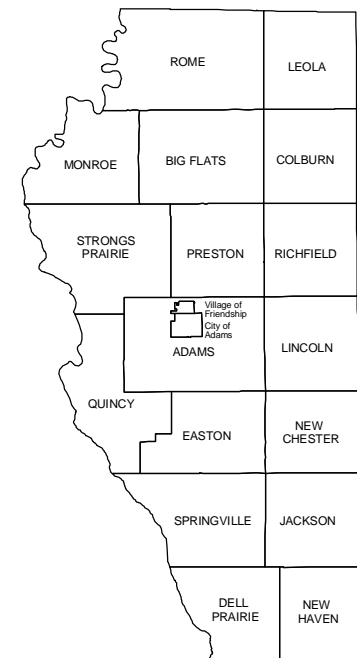 ROME
LEOLA
MONROE
BIG FLATS
COLBURN
STRONGS
PRAIRIE
PRESTON
RICHFIELD
Village of
Friendship
City of
Adams
ADAMS
LINCOLN
QUINCY
EASTON
NEW
CHESTER
SPRINGVILLE
JACKSON
DELL
PRAIRIE
NEW
HAVEN